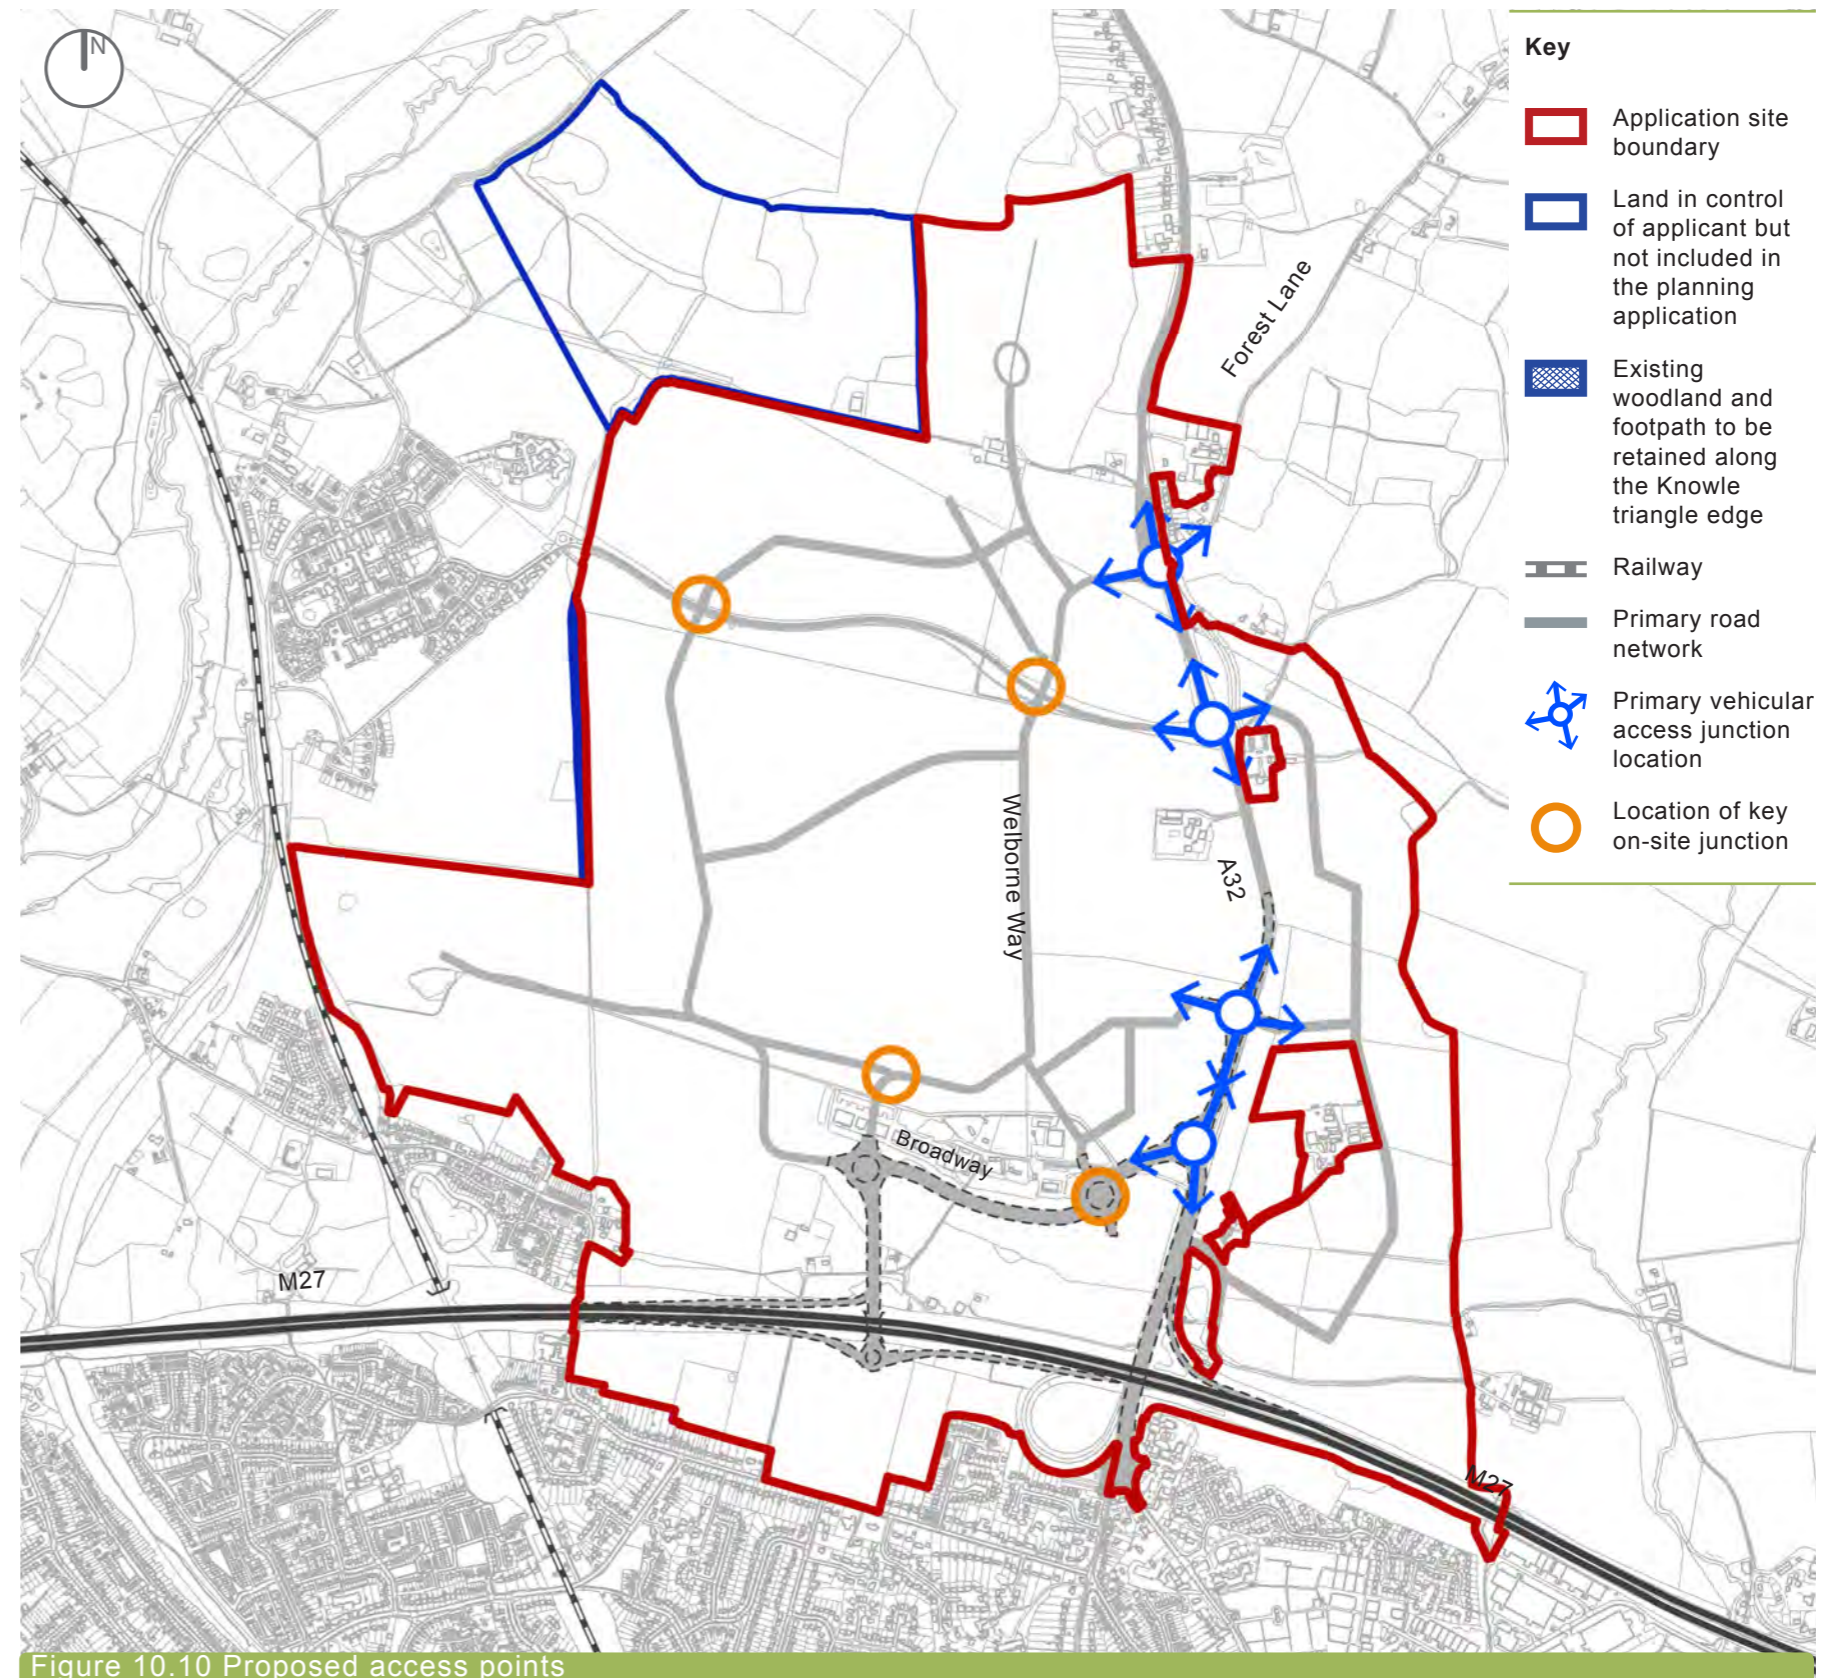 N
Key
Application site
boundary
Land in control
of applicant but
not included in
the planning
application
Existing
woodland and
footpath to be
retained along
the Knowle
triangle edge
Railway
Primary road
network
Primary vehicular
access junction
location
Location of key
on-site junction
Forest Lane
Welborne Way
A32
Broadway
M27
M27
Figure 10.10 Proposed access points